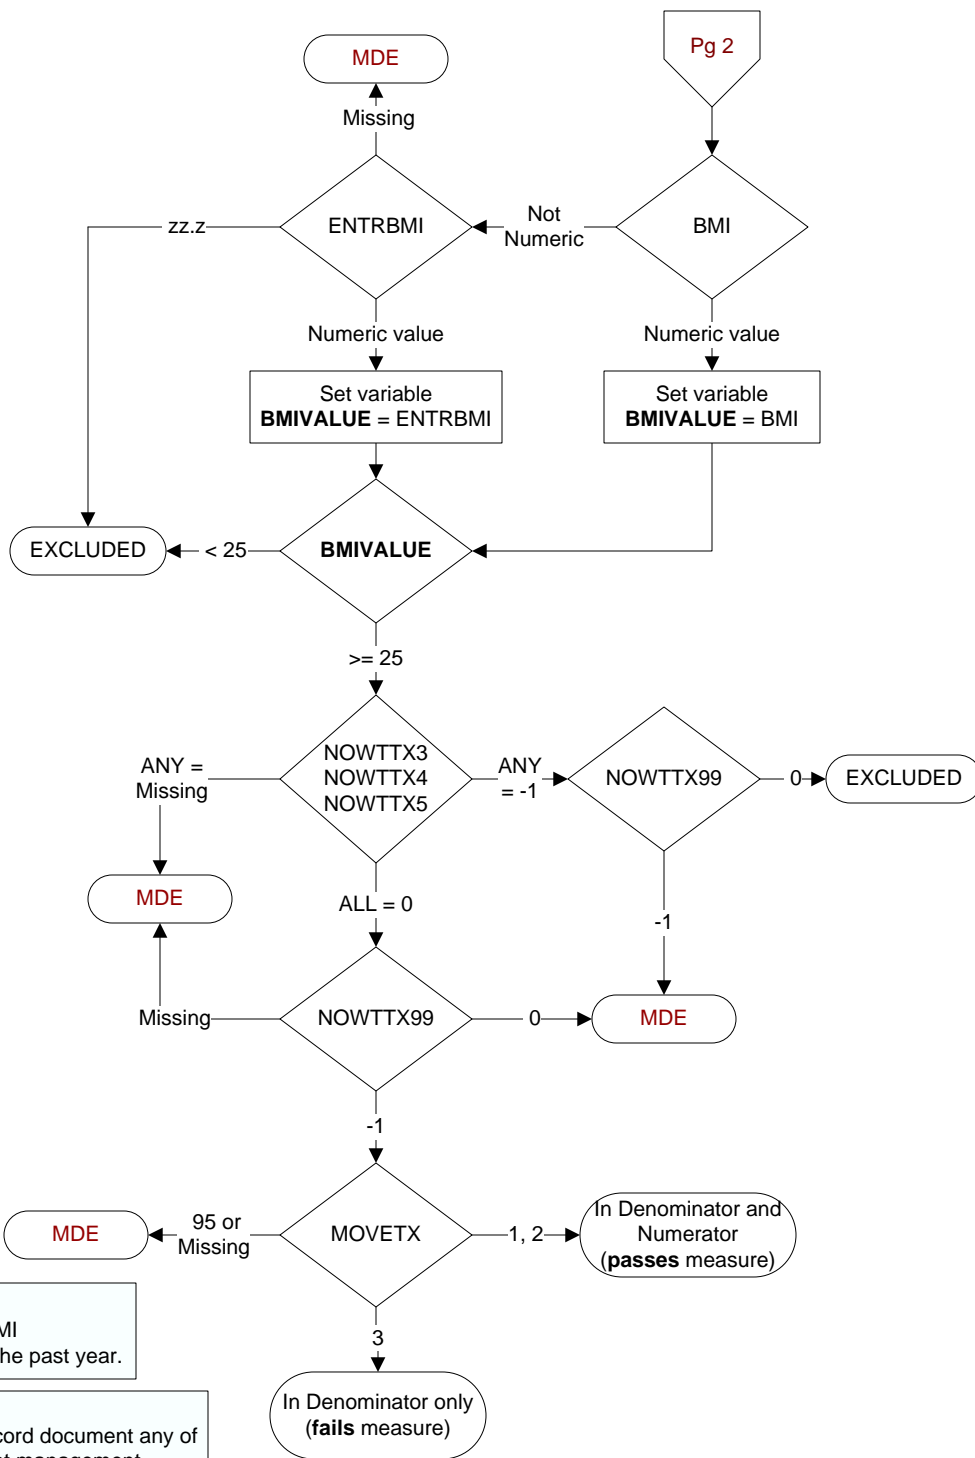 Pg 2
MDE
Missing
BMI
Not
Numeric
ENTRBMI
zz.z
Numeric value
Numeric value
Set variable
BMIVALUE = ENTRBMI
Set variable
BMIVALUE = BMI
EXCLUDED
< 25
BMIVALUE
>= 25
ANY =
Missing
NOWTTX3
NOWTTX4
NOWTTX5
ANY
= -1
NOWTTX99
0
EXCLUDED
MDE
ALL = 0
-1
Missing
NOWTTX99
0
MDE
-1
MDE
95 or
Missing
MOVETX
1, 2
In Denominator and
Numerator
(passes measure)
3
In Denominator only
(fails measure)
MI
he past year.
cord document any of